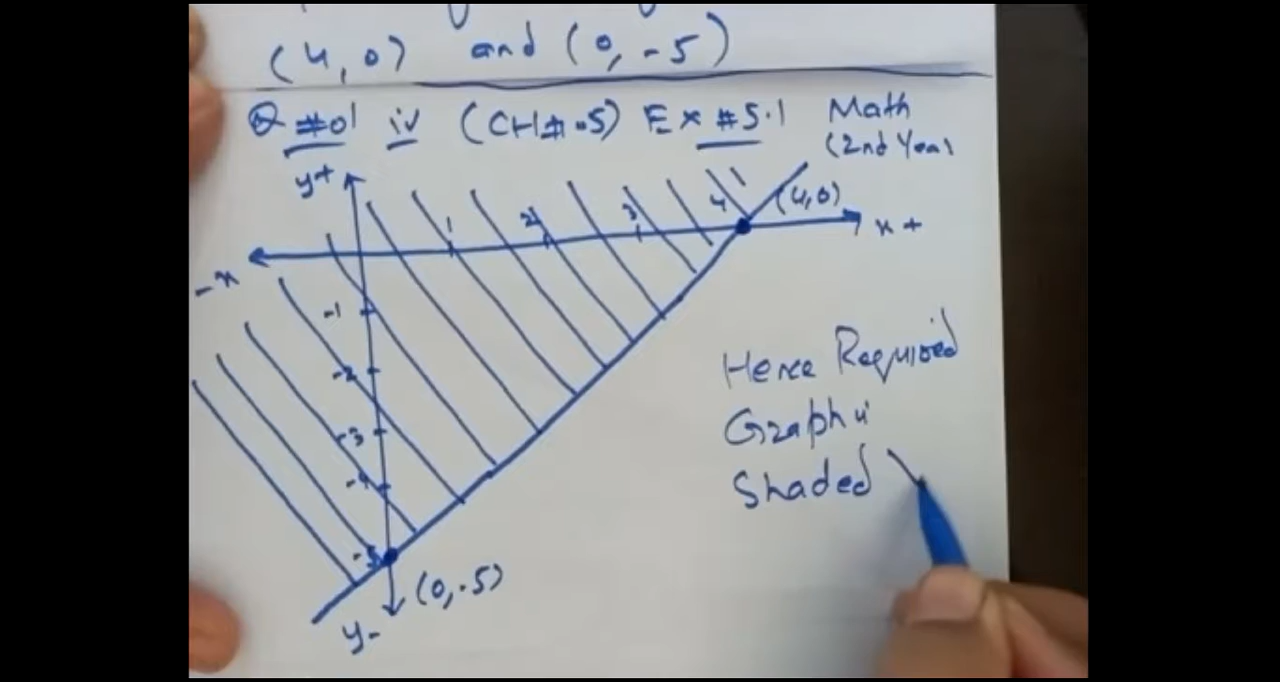 (4,0) and (0,-5)
Q #01 iv (CH#.5) Ex #5.1 Math
(2nd Year)
y+
(4,0)
1 2 3 4
x+
-x
-1
-2
-3
-4
-5
(0,-5)
y-
Hence Required
Graph is
Shaded